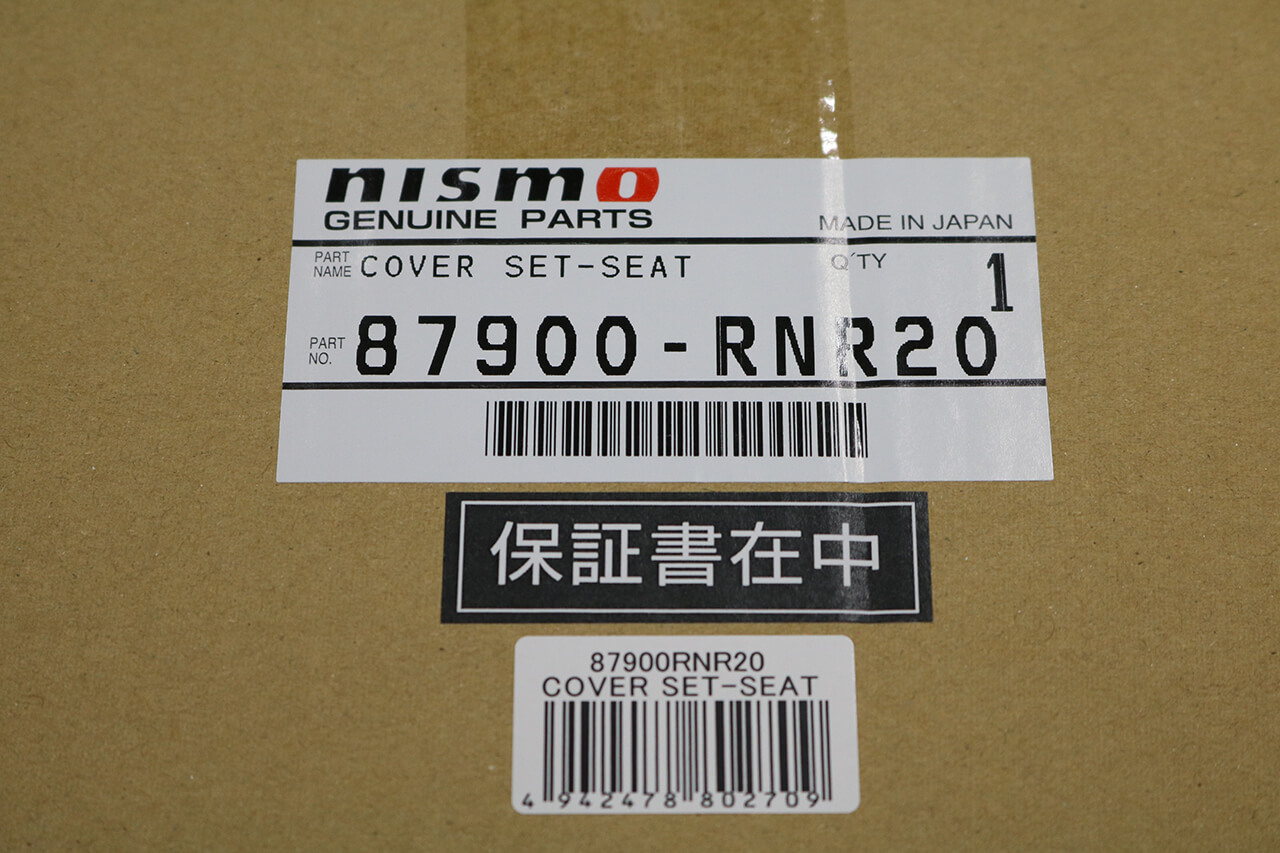 nismo
GENUINE PARTS
MADE IN JAPAN
PART NAME COVER SET-SEAT
Q'TY 1
PART NO. 87900-RNR20
保証書在中
87900RNR20
COVER SET-SEAT
4 942478 802709